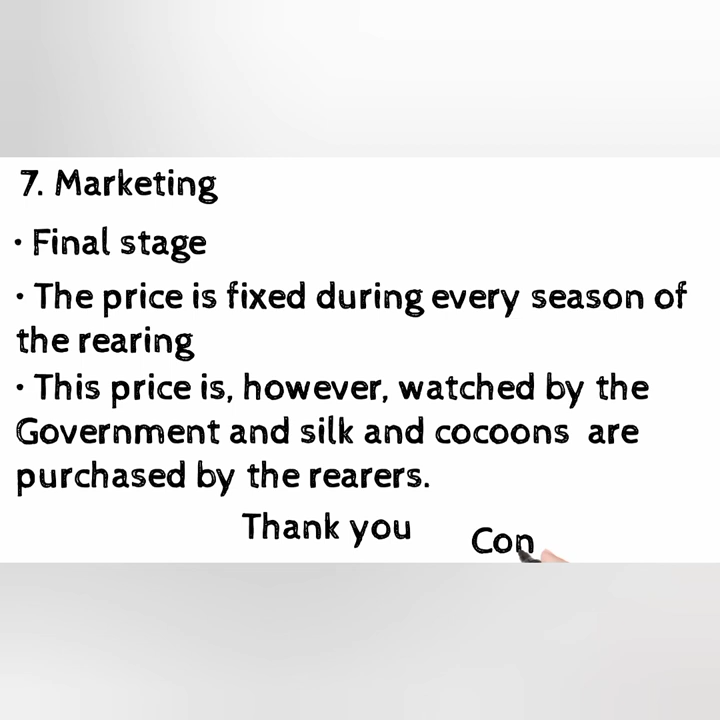 7. Marketing
• Final stage
• The price is fixed during every season of
the rearing
• This price is, however, watched by the
Government and silk and cocoons are
purchased by the rearers.
Thank you
Con